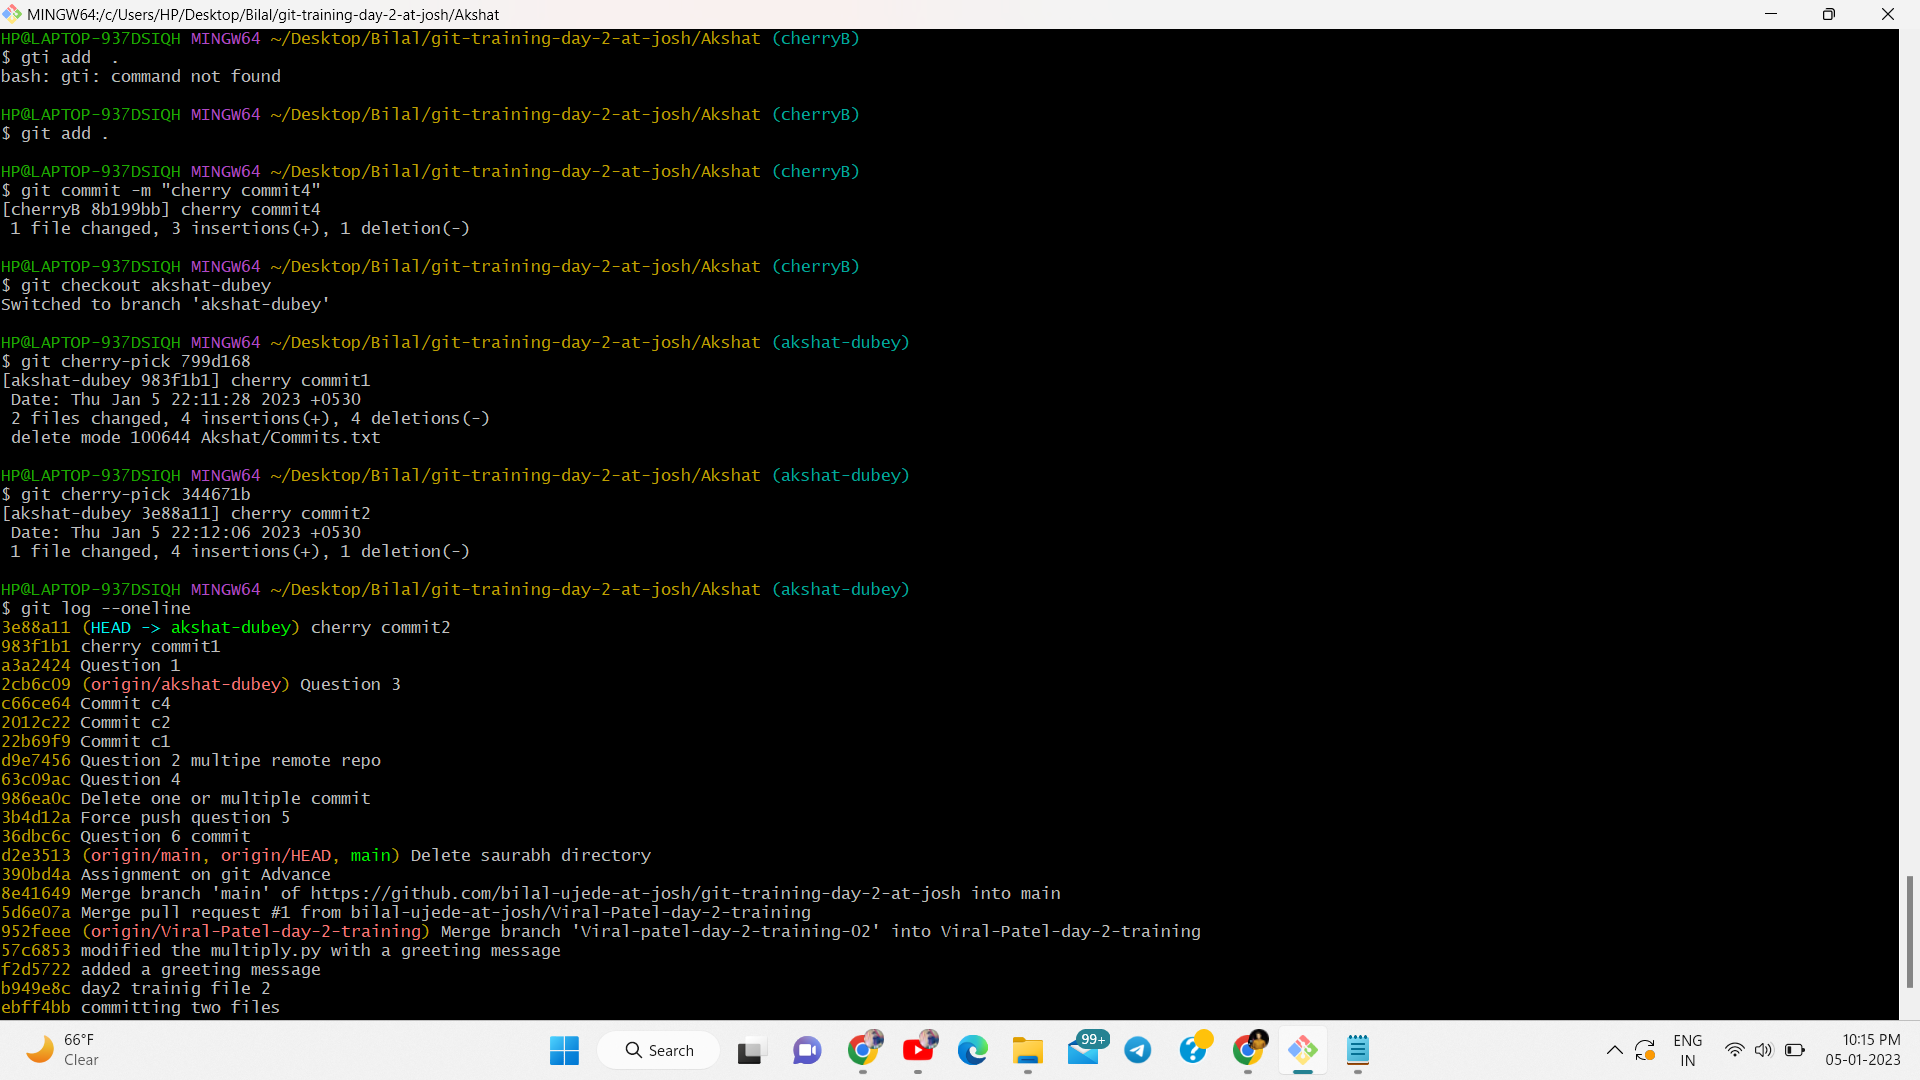 MINGW64:/c/Users/HP/Desktop/Bilal/git-training-day-2-at-josh/Akshat
HP@LAPTOP-937DSIQH MINGW64 ~/Desktop/Bilal/git-training-day-2-at-josh/Akshat (cherryB)
$ gti add  .
bash: gti: command not found
HP@LAPTOP-937DSIQH MINGW64 ~/Desktop/Bilal/git-training-day-2-at-josh/Akshat (cherryB)
$ git add .
HP@LAPTOP-937DSIQH MINGW64 ~/Desktop/Bilal/git-training-day-2-at-josh/Akshat (cherryB)
$ git commit -m "cherry commit4"
[cherryB 8b199bb] cherry commit4
 1 file changed, 3 insertions(+), 1 deletion(-)
HP@LAPTOP-937DSIQH MINGW64 ~/Desktop/Bilal/git-training-day-2-at-josh/Akshat (cherryB)
$ git checkout akshat-dubey
Switched to branch 'akshat-dubey'
HP@LAPTOP-937DSIQH MINGW64 ~/Desktop/Bilal/git-training-day-2-at-josh/Akshat (akshat-dubey)
$ git cherry-pick 799d168
[akshat-dubey 983f1b1] cherry commit1
 Date: Thu Jan 5 22:11:28 2023 +0530
 2 files changed, 4 insertions(+), 4 deletions(-)
 delete mode 100644 Akshat/Commits.txt
HP@LAPTOP-937DSIQH MINGW64 ~/Desktop/Bilal/git-training-day-2-at-josh/Akshat (akshat-dubey)
$ git cherry-pick 344671b
[akshat-dubey 3e88a11] cherry commit2
 Date: Thu Jan 5 22:12:06 2023 +0530
 1 file changed, 4 insertions(+), 1 deletion(-)
HP@LAPTOP-937DSIQH MINGW64 ~/Desktop/Bilal/git-training-day-2-at-josh/Akshat (akshat-dubey)
$ git log --oneline
3e88a11 (HEAD -> akshat-dubey) cherry commit2
983f1b1 cherry commit1
a3a2424 Question 1
2cb6c09 (origin/akshat-dubey) Question 3
c66ce64 Commit c4
2012c22 Commit c2
22b69f9 Commit c1
d9e7456 Question 2 multipe remote repo
63c09ac Question 4
986ea0c Delete one or multiple commit
3b4d12a Force push question 5
36dbc6c Question 6 commit
d2e3513 (origin/main, origin/HEAD, main) Delete saurabh directory
390bd4a Assignment on git Advance
8e41649 Merge branch 'main' of https://github.com/bilal-ujede-at-josh/git-training-day-2-at-josh into main
5d6e07a Merge pull request #1 from bilal-ujede-at-josh/Viral-Patel-day-2-training
952feee (origin/Viral-Patel-day-2-training) Merge branch 'Viral-patel-day-2-training-02' into Viral-Patel-day-2-training
57c6853 modified the multiply.py with a greeting message
f2d5722 added a greeting message
b949e8c day2 trainig file 2
ebff4bb committing two files
66°F
Clear
Search
99+
ENG
IN
10:15 PM
05-01-2023